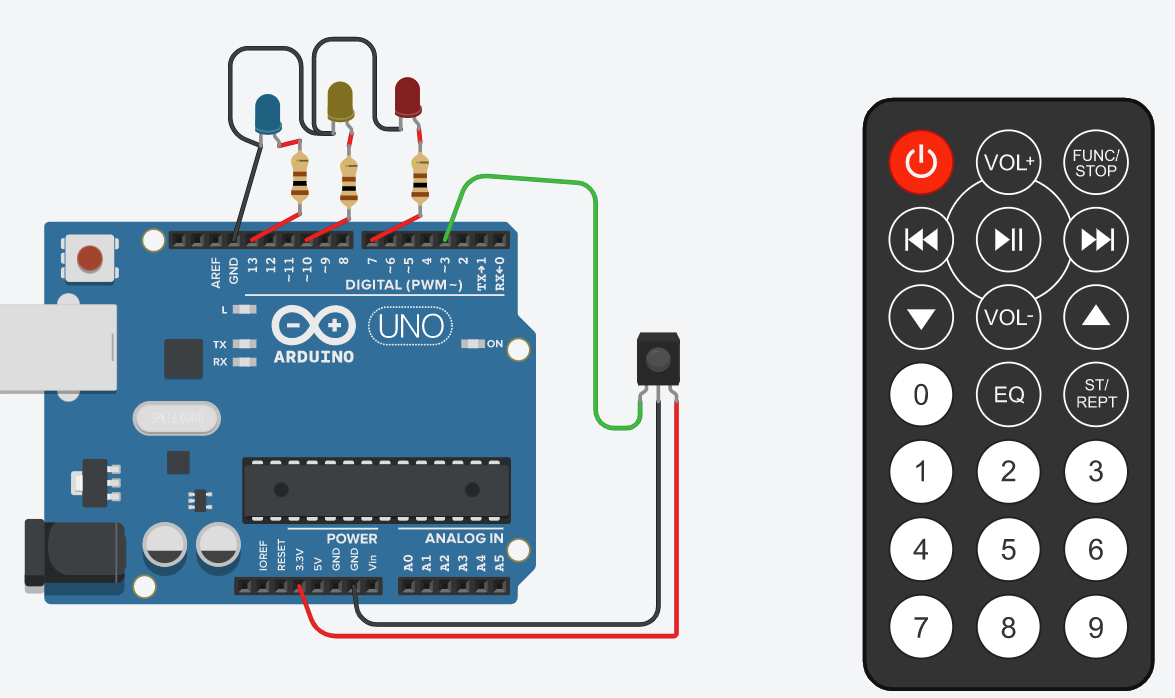 AREF
GND
13
12
~11
~10
~9
8
7
~6
~5
4
~3
2
TX→1
RX←0
DIGITAL (PWM~)
L
TX
RX
ARDUINO
UNO
ON
SPK16.000G
IOREF
RESET
3.3V
5V
GND
GND
Vin
POWER
ANALOG IN
A0
A1
A2
A3
A4
A5
VOL+
FUNC/
STOP
VOL-
0
EQ
ST/
REPT
1
2
3
4
5
6
7
8
9